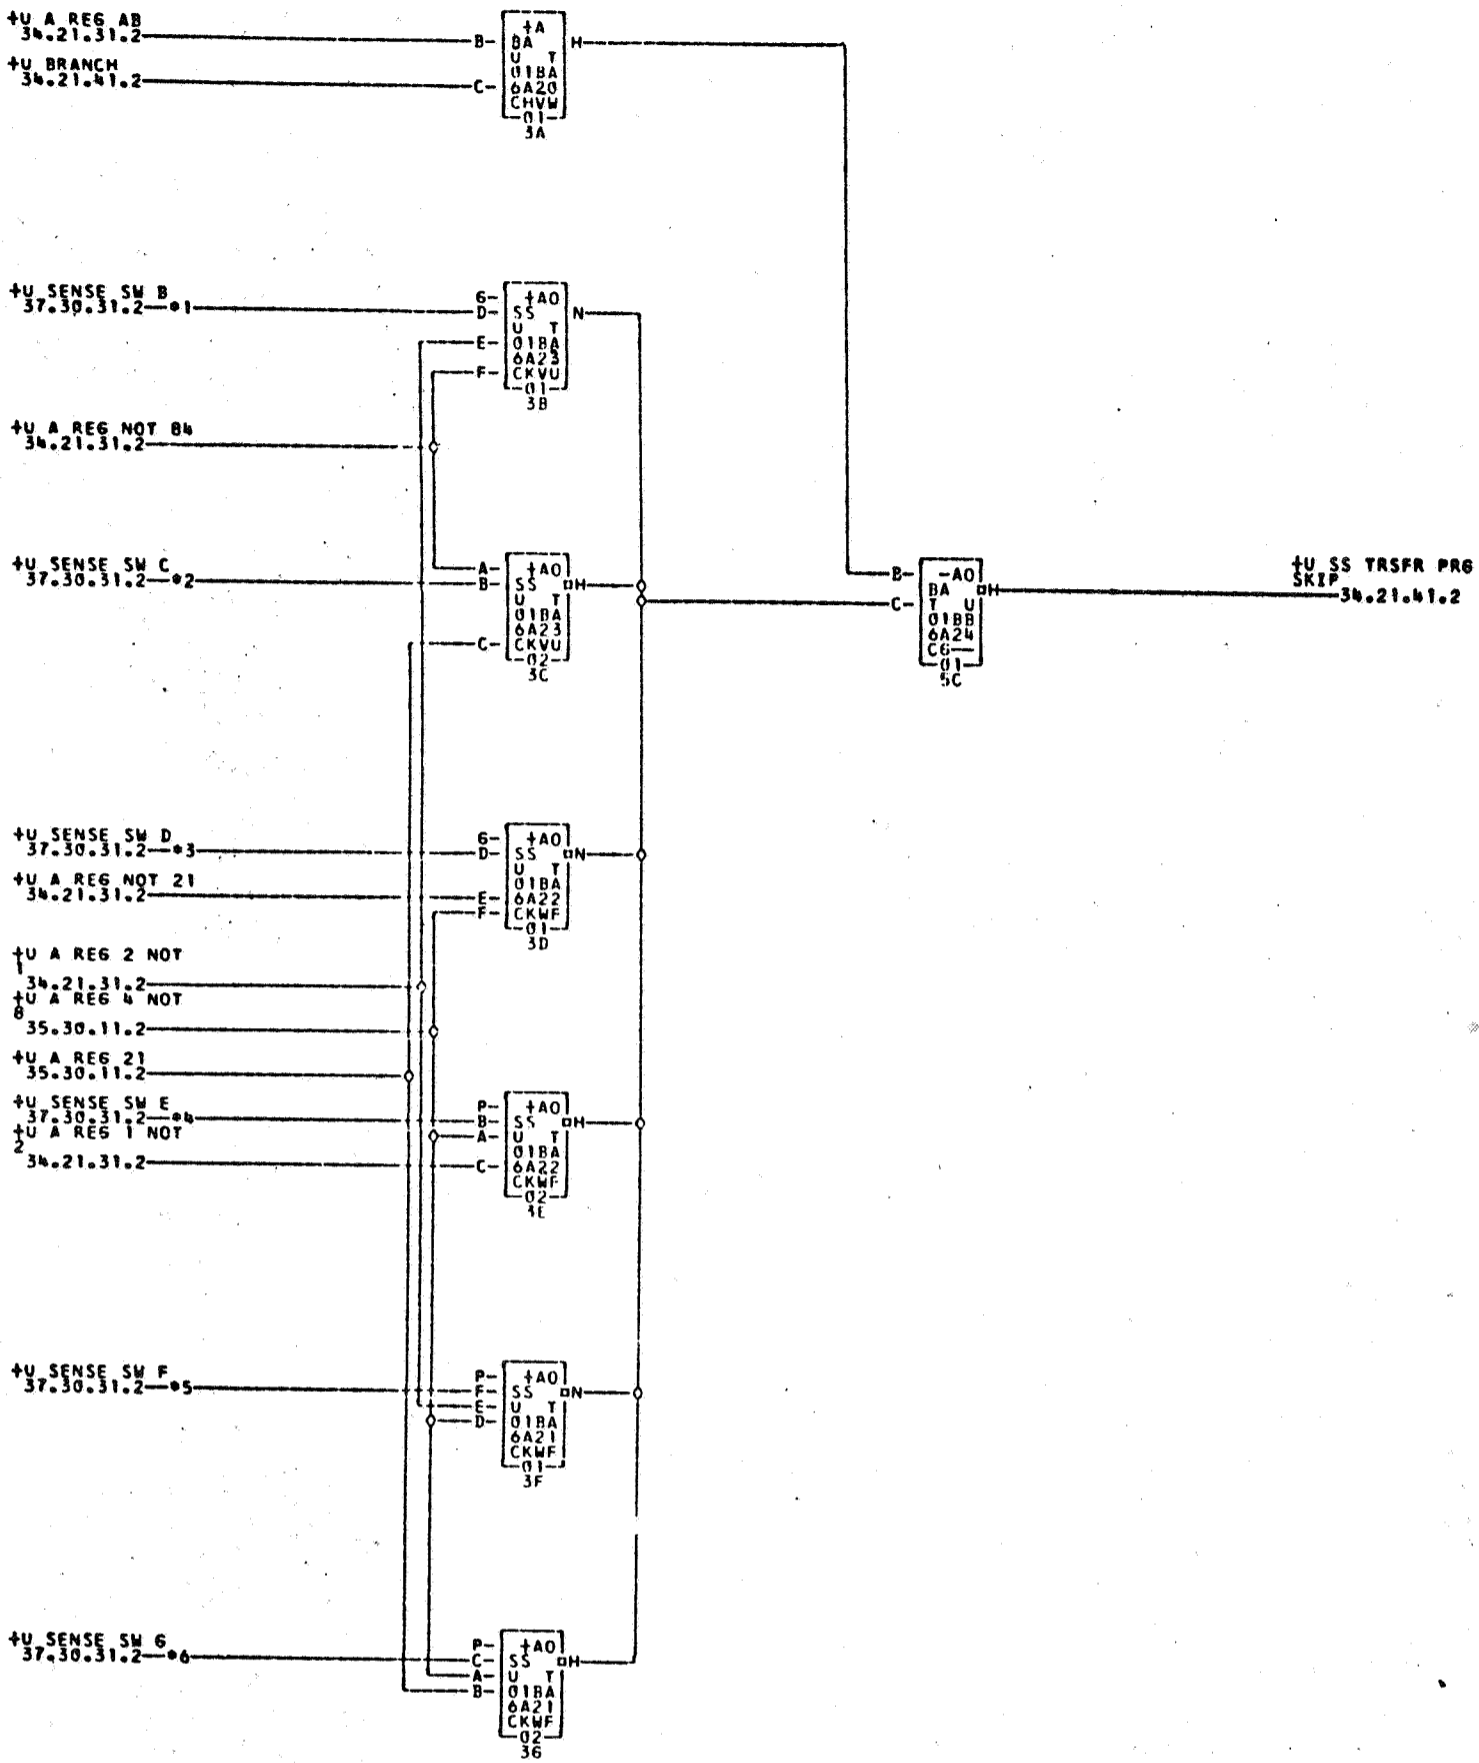 +U A REG AB
34.21.31.2
B-
+A
BA
H
+U BRANCH
34.21.41.2
C-
U T
01BA
6A20
CHVW
01
3A
+U SENSE SW B
37.30.31.2 *1
G-
D-
E-
F-
+AO
SS
N
U T
01BA
6A23
CKVU
01
3B
+U A REG NOT 84
34.21.31.2
+U SENSE SW C
37.30.31.2 *2
A-
B-
C-
+AO
SS
H
U T
01BA
6A23
CKVU
02
3C
B-
C-
-AO
BA
H
T U
01BB
6A24
C6
01
5C
+U SS TRSFR PRG
SKIP
34.21.41.2
+U SENSE SW D
37.30.31.2 *3
+U A REG NOT 21
34.21.31.2
G-
D-
E-
F-
+AO
SS
N
U T
01BA
6A22
CKWF
01
3D
+U A REG 2 NOT
1
34.21.31.2
+U A REG 4 NOT
8
35.30.11.2
+U A REG 21
35.30.11.2
+U SENSE SW E
37.30.31.2 *4
+U A REG 1 NOT
2
34.21.31.2
P-
B-
A-
C-
+AO
SS
H
U T
01BA
6A22
CKWF
02
3E
+U SENSE SW F
37.30.31.2 *5
P-
F-
E-
D-
+AO
SS
N
U T
01BA
6A21
CKWF
01
3F
+U SENSE SW G
37.30.31.2 *6
P-
C-
A-
B-
+AO
SS
H
U T
01BA
6A21
CKWF
02
3G